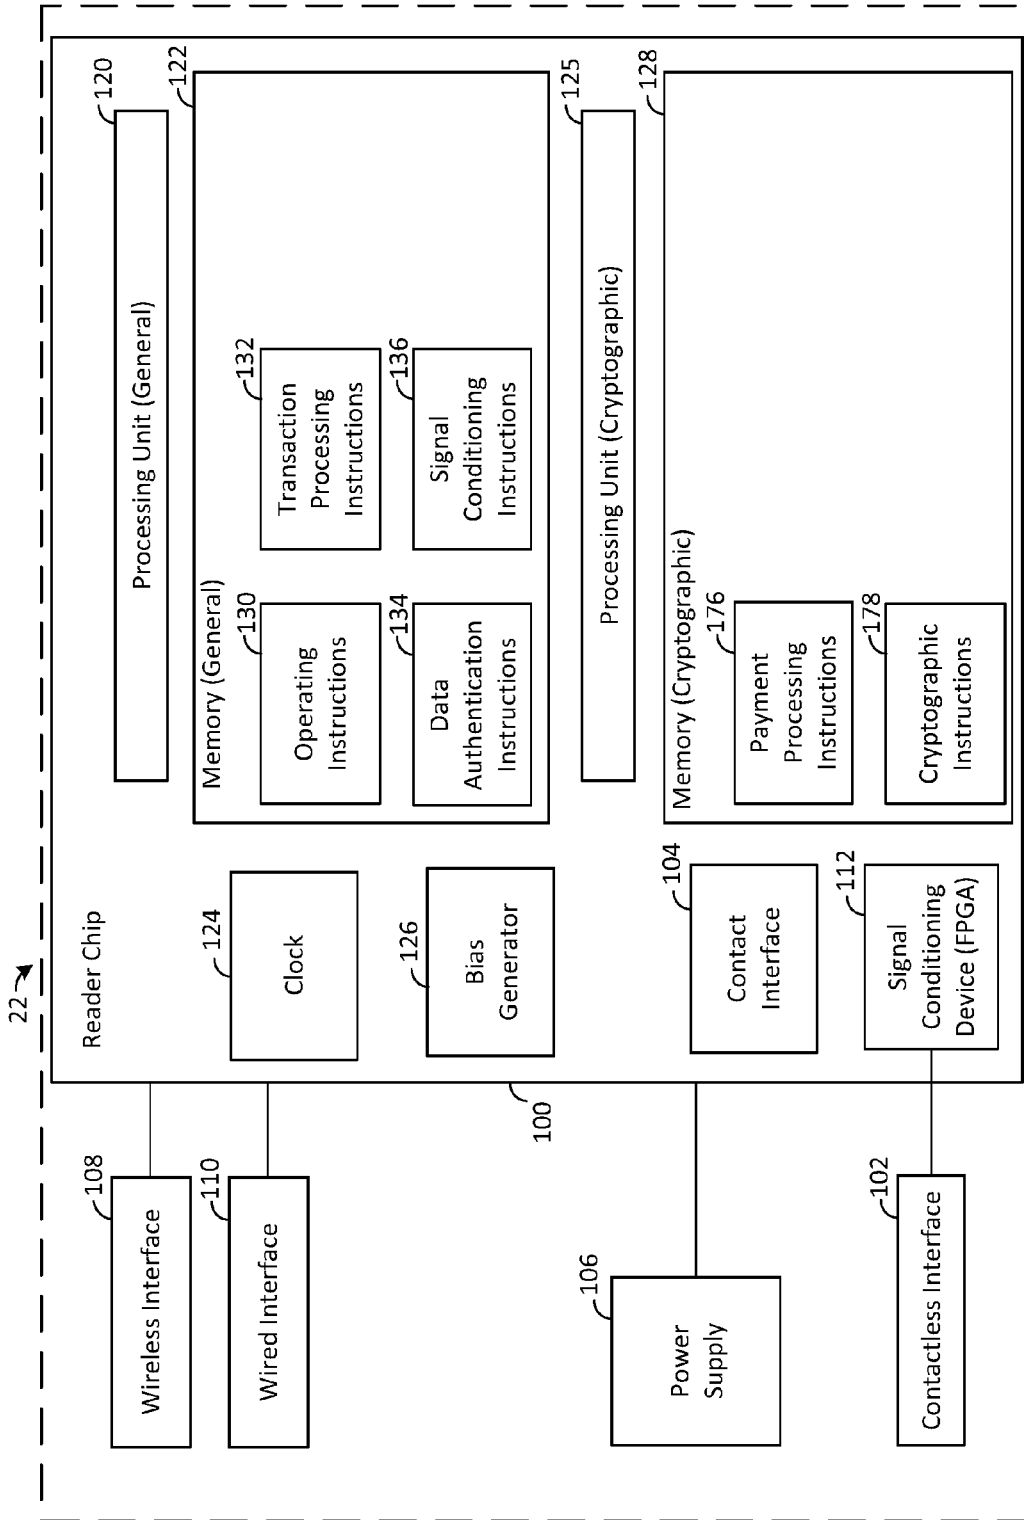 22
Reader Chip
Wireless Interface
108
Wired Interface
110
Power
Supply
106
Contactless Interface
102
100
Clock
124
Bias
Generator
126
Contact
Interface
104
Signal
Conditioning
Device (FPGA)
112
Processing Unit (General)
120
Memory (General)
122
Operating
Instructions
130
Transaction
Processing
Instructions
132
Data
Authentication
Instructions
134
Signal
Conditioning
Instructions
136
Processing Unit (Cryptographic)
125
Memory (Cryptographic)
128
Payment
Processing
Instructions
176
Cryptographic
Instructions
178